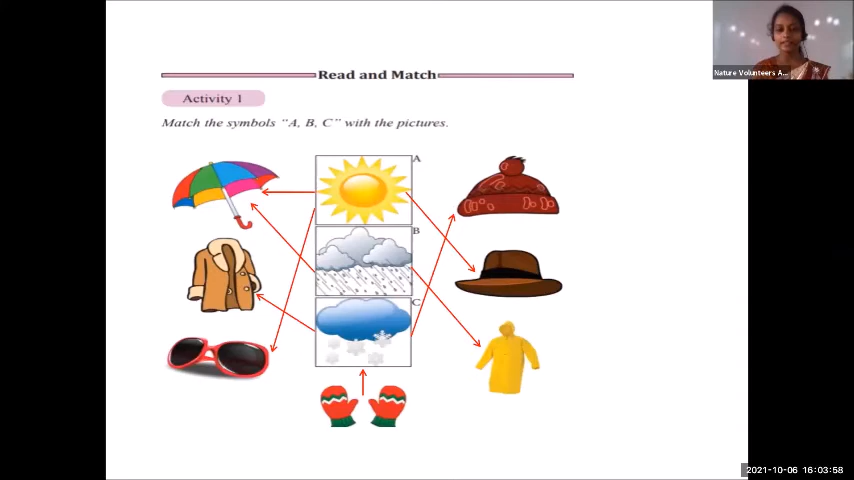 Nature Volunteers A...
Read and Match
Activity 1
Match the symbols "A, B, C" with the pictures.
A
B
C
2021-10-06 16:03:58